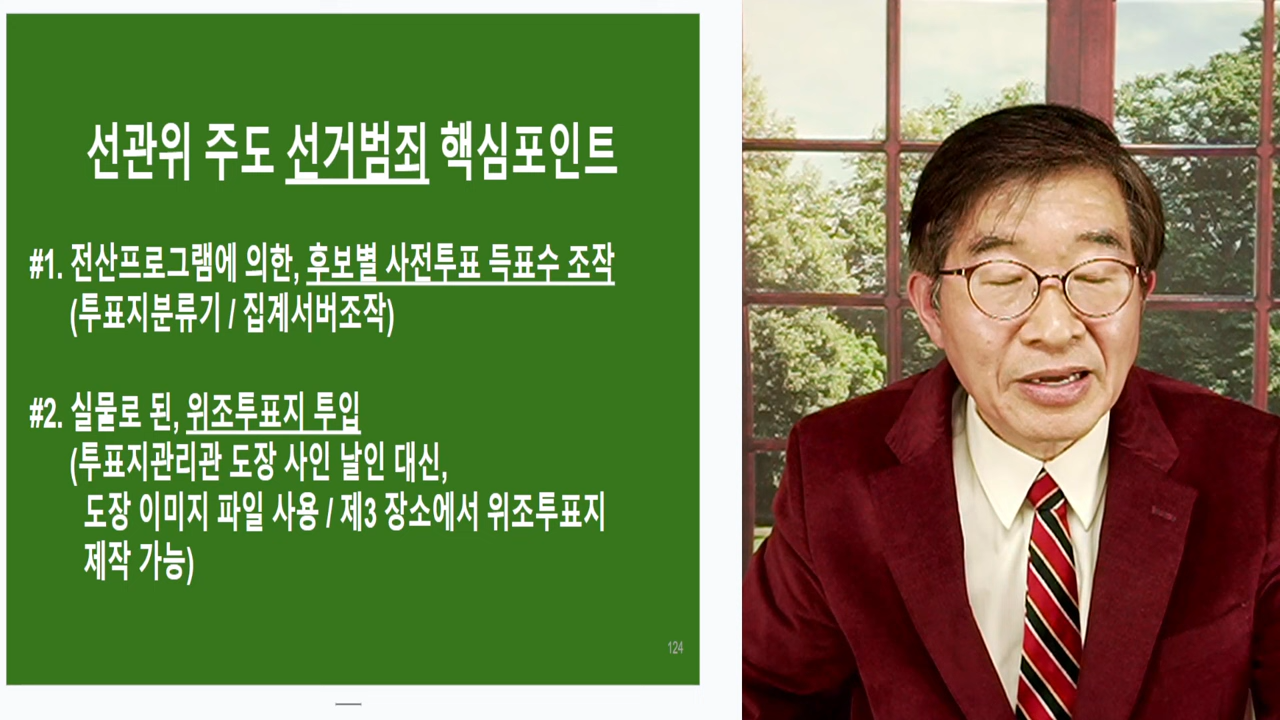 선관위 주도 선거범죄 핵심포인트
#1. 전산프로그램에 의한, 후보별 사전투표 득표수 조작
(투표지분류기 / 집계서버조작)
#2. 실물로 된, 위조투표지 투입
(투표지관리관 도장 사인 날인 대신,
도장 이미지 파일 사용 / 제3 장소에서 위조투표지
제작 가능)
124